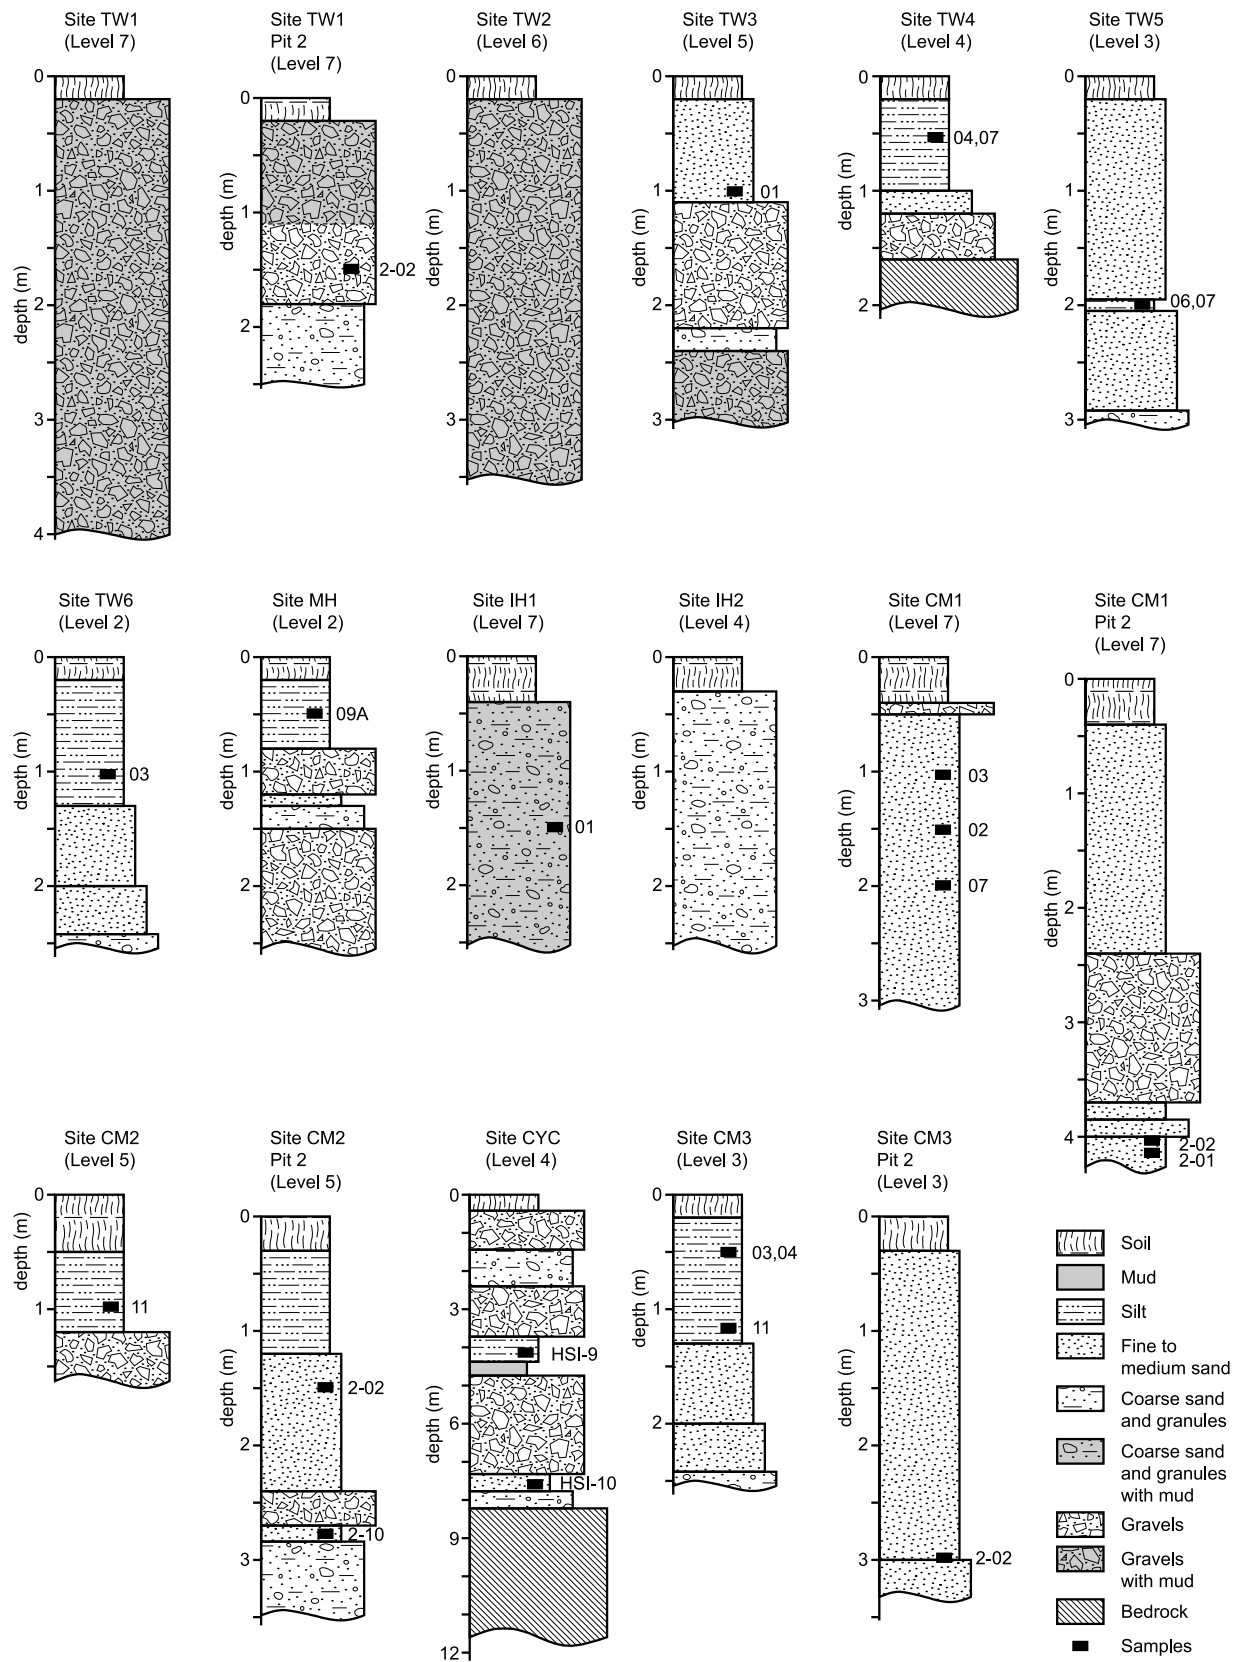 Site TW1
(Level 7)
0
1
2
3
4
depth (m)
Site TW1
Pit 2
(Level 7)
0
1
2
depth (m)
2-02
Site TW2
(Level 6)
0
1
2
3
depth (m)
Site TW3
(Level 5)
0
1
2
3
depth (m)
01
Site TW4
(Level 4)
0
1
2
depth (m)
04,07
Site TW5
(Level 3)
0
1
2
3
depth (m)
06,07
Site TW6
(Level 2)
0
1
2
depth (m)
03
Site MH
(Level 2)
0
1
2
depth (m)
09A
Site IH1
(Level 7)
0
1
2
depth (m)
01
Site IH2
(Level 4)
0
1
2
depth (m)
Site CM1
(Level 7)
0
1
2
3
depth (m)
03
02
07
Site CM1
Pit 2
(Level 7)
0
1
2
3
4
depth (m)
2-02
2-01
Site CM2
(Level 5)
0
1
depth (m)
11
Site CM2
Pit 2
(Level 5)
0
1
2
3
depth (m)
2-02
2-10
Site CYC
(Level 4)
0
3
6
9
12
depth (m)
HSI-9
HSI-10
Site CM3
(Level 3)
0
1
2
depth (m)
03,04
11
Site CM3
Pit 2
(Level 3)
0
1
2
3
depth (m)
2-02
Soil
Mud
Silt
Fine to
medium sand
Coarse sand
and granules
Coarse sand
and granules
with mud
Gravels
Gravels
with mud
Bedrock
Samples